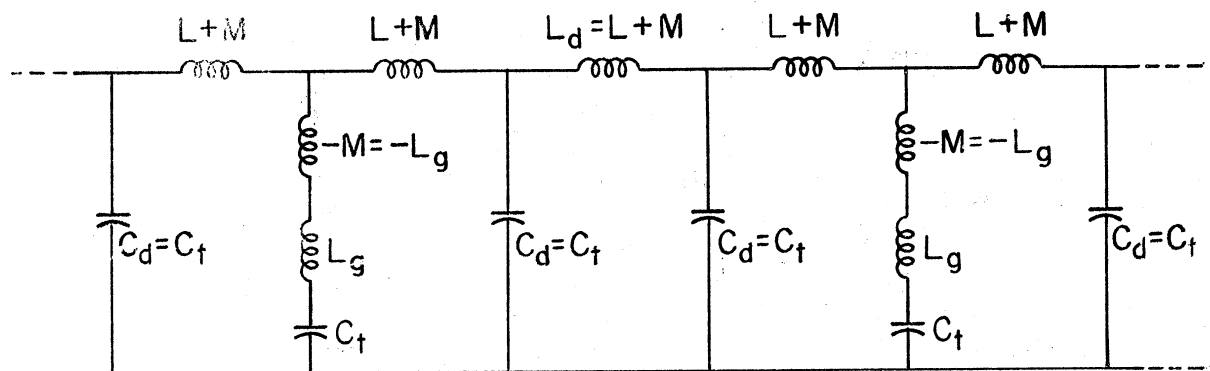 L+M L+M L_d=L+M L+M L+M
-M=-L_g -M=-L_g
C_d=C_t L_g C_d=C_t C_d=C_t L_g C_d=C_t
C_t C_t